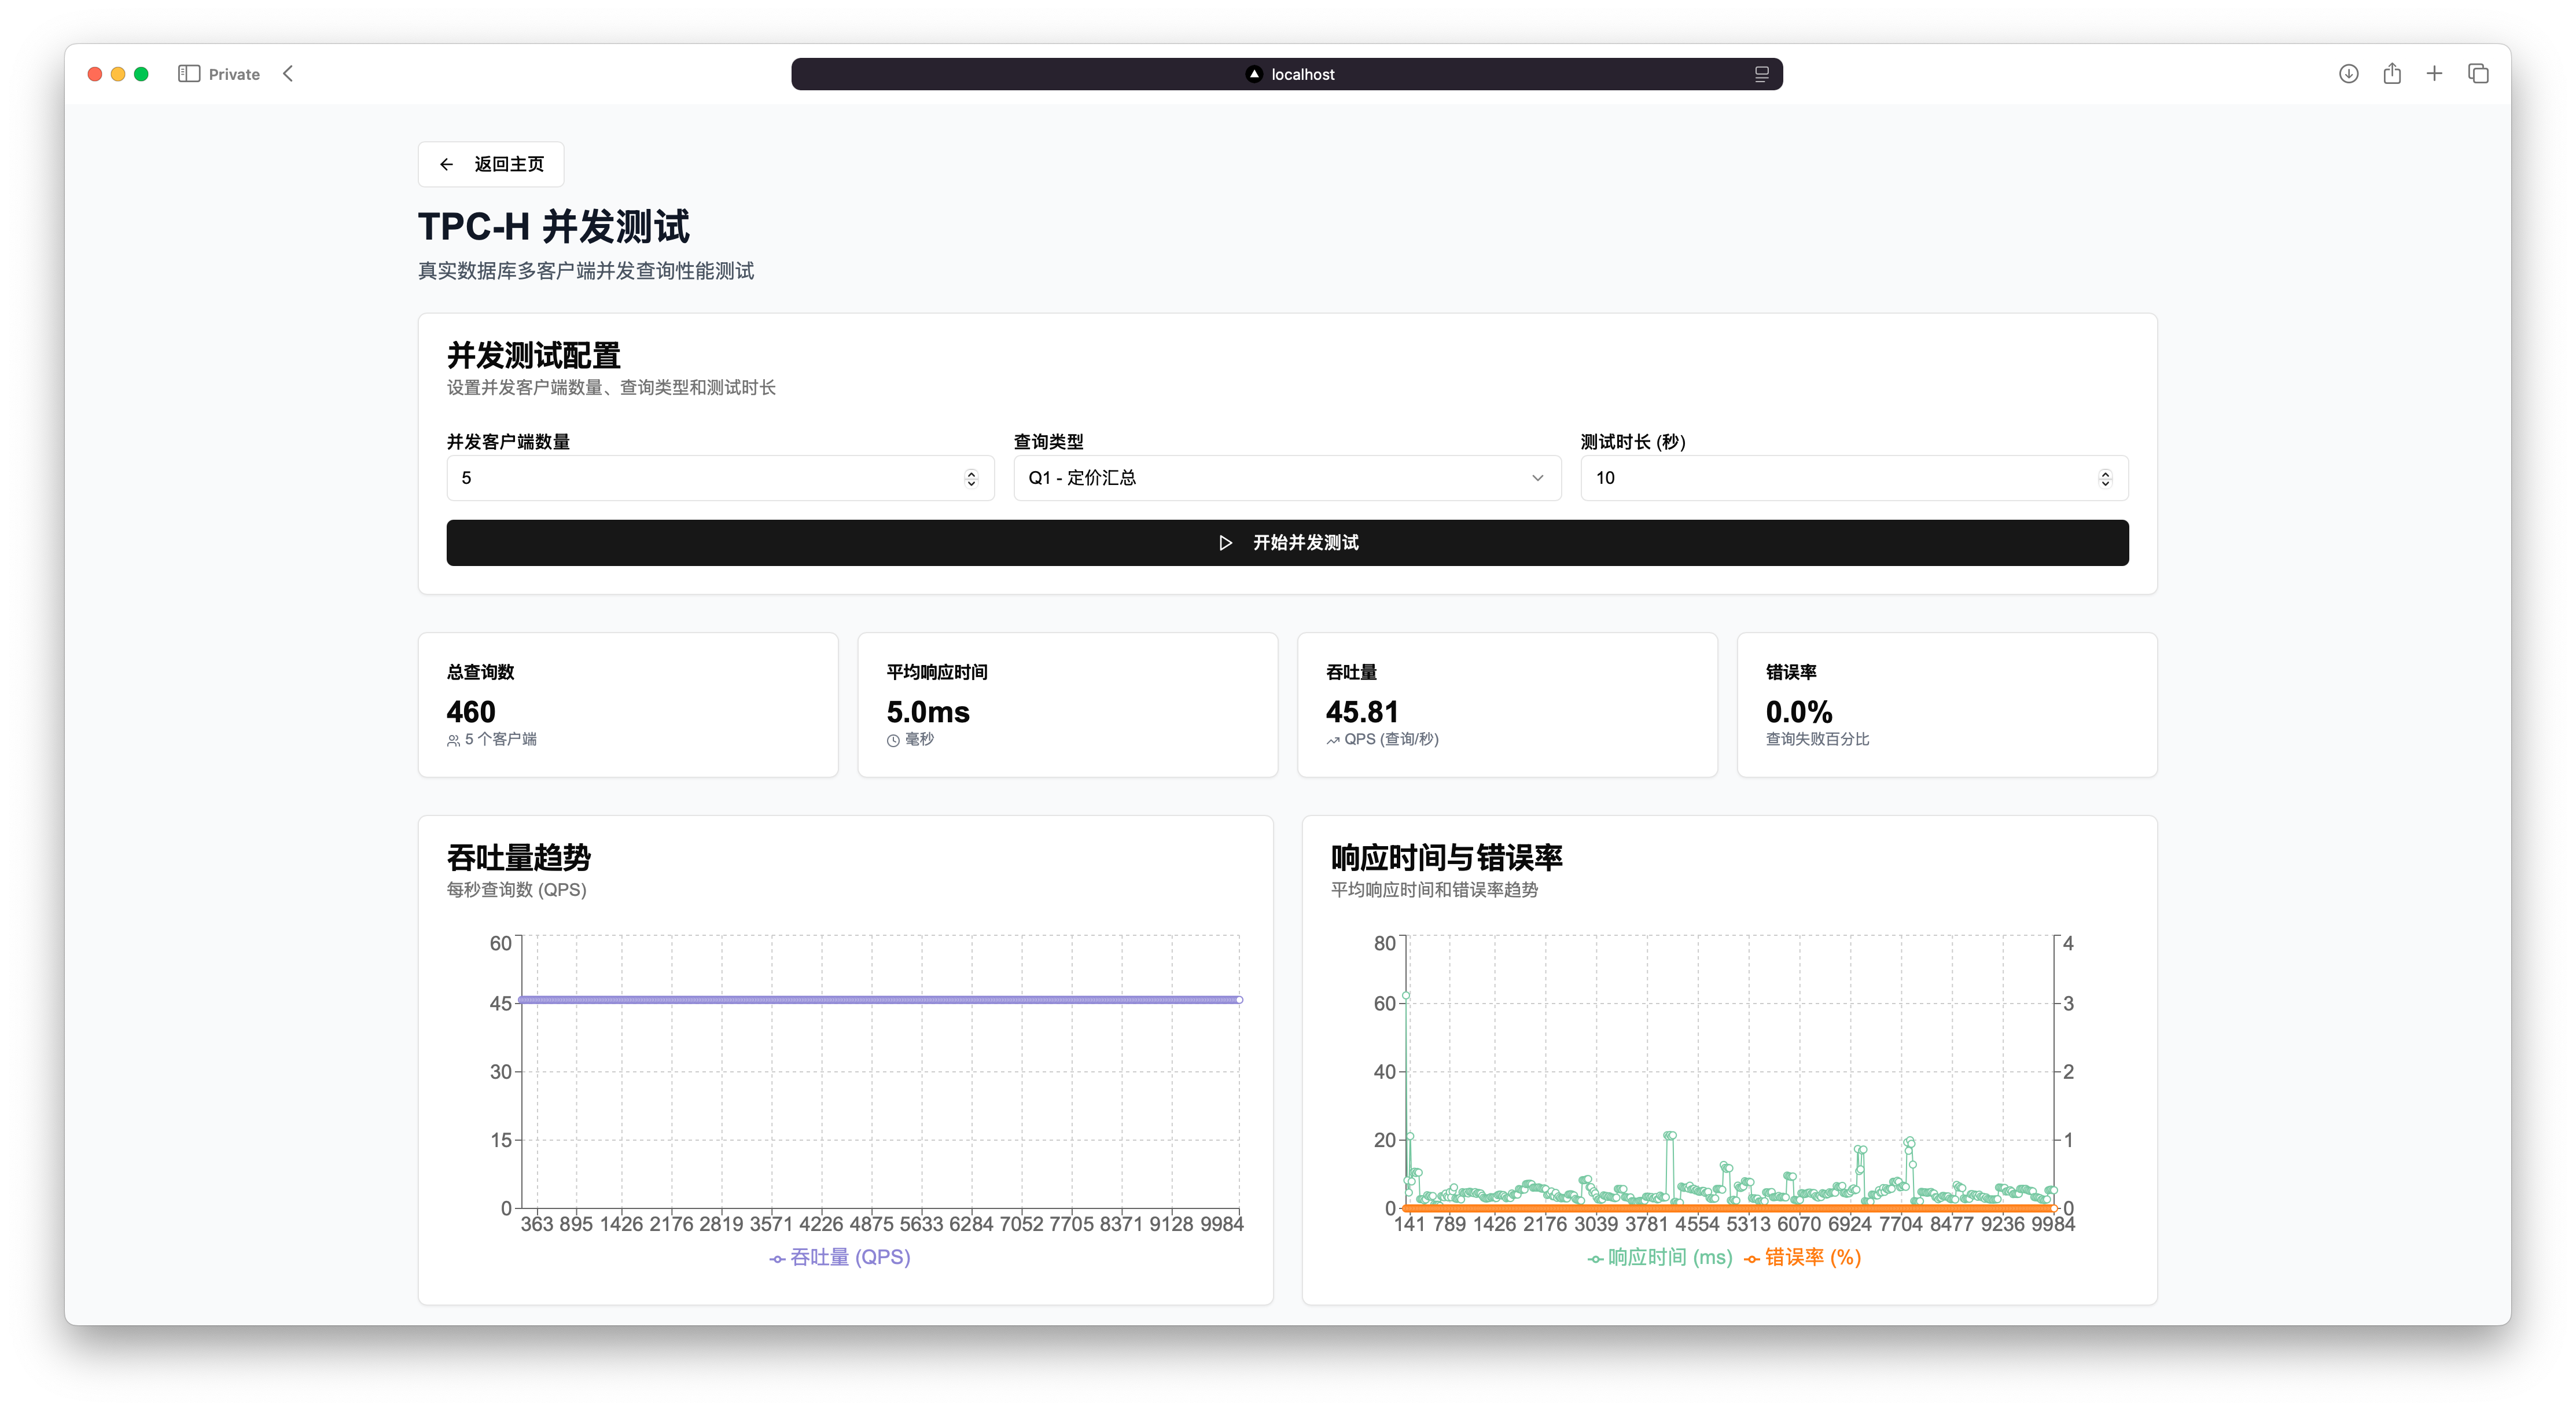 Private
localhost
返回主页
TPC-H 并发测试
真实数据库多客户端并发查询性能测试
并发测试配置
设置并发客户端数量、查询类型和测试时长
并发客户端数量 查询类型 测试时长 (秒)
5 Q1 - 定价汇总 10
开始并发测试
总查询数 平均响应时间 吞吐量 错误率
460 5.0ms 45.81 0.0%
5 个客户端 毫秒 QPS (查询/秒) 查询失败百分比
吞吐量趋势
每秒查询数 (QPS)
60
45
30
15
0
363 895 1426 2176 2819 3571 4226 4875 5633 6284 7052 7705 8371 9128 9984
吞吐量 (QPS)
响应时间与错误率
平均响应时间和错误率趋势
80 4
60 3
40 2
20 1
0 0
141 789 1426 2176 3039 3781 4554 5313 6070 6924 7704 8477 9236 9984
响应时间 (ms) 错误率 (%)